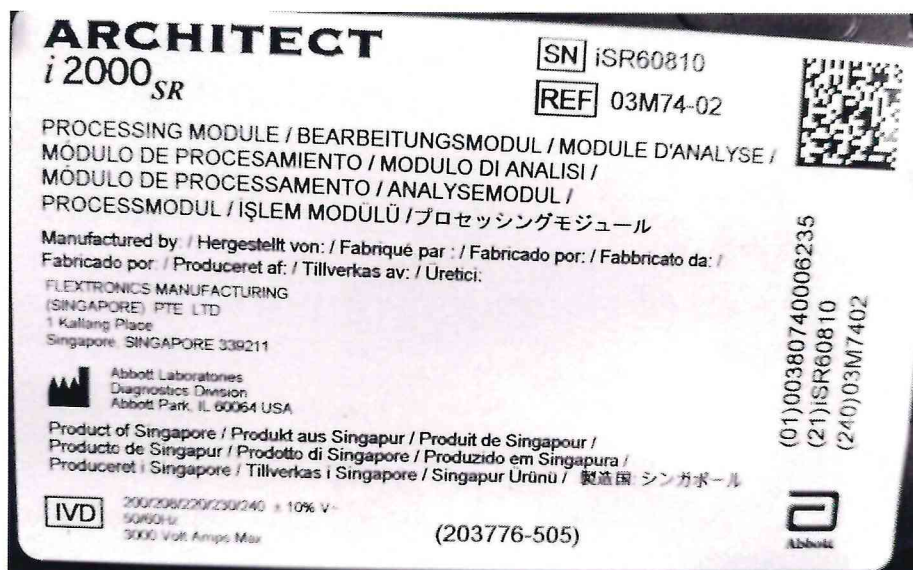 ARCHITECT
i 2000SR
SN iSR60810
REF 03M74-02
PROCESSING MODULE / BEARBEITUNGSMODUL / MODULE D'ANALYSE /
MÓDULO DE PROCESAMIENTO / MODULO DI ANALISI /
MÓDULO DE PROCESSAMENTO / ANALYSEMODUL /
PROCESSMODUL / İŞLEM MODÜLÜ /プロセッシングモジュール
Manufactured by: / Hergestellt von: / Fabriqué par : / Fabricado por: / Fabbricato da: /
Fabricado por: / Produceret af: / Tillverkas av: / Üretici:
FLEXTRONICS MANUFACTURING
(SINGAPORE) PTE LTD
1 Kallang Place
Singapore, SINGAPORE 339211
Abbott Laboratories
Diagnostics Division
Abbott Park, IL 60064 USA
Product of Singapore / Produkt aus Singapur / Produit de Singapour /
Producto de Singapur / Prodotto di Singapore / Produzido em Singapura /
Produceret i Singapore / Tillverkas i Singapore / Singapur Ürünü / 製造国: シンガポール
IVD
200/208/220/230/240 ± 10% V~
50/60Hz
3000 Volt Amps Max
(203776-505)
(01)00380740006235
(21)iSR60810
(240)03M7402
Abbott